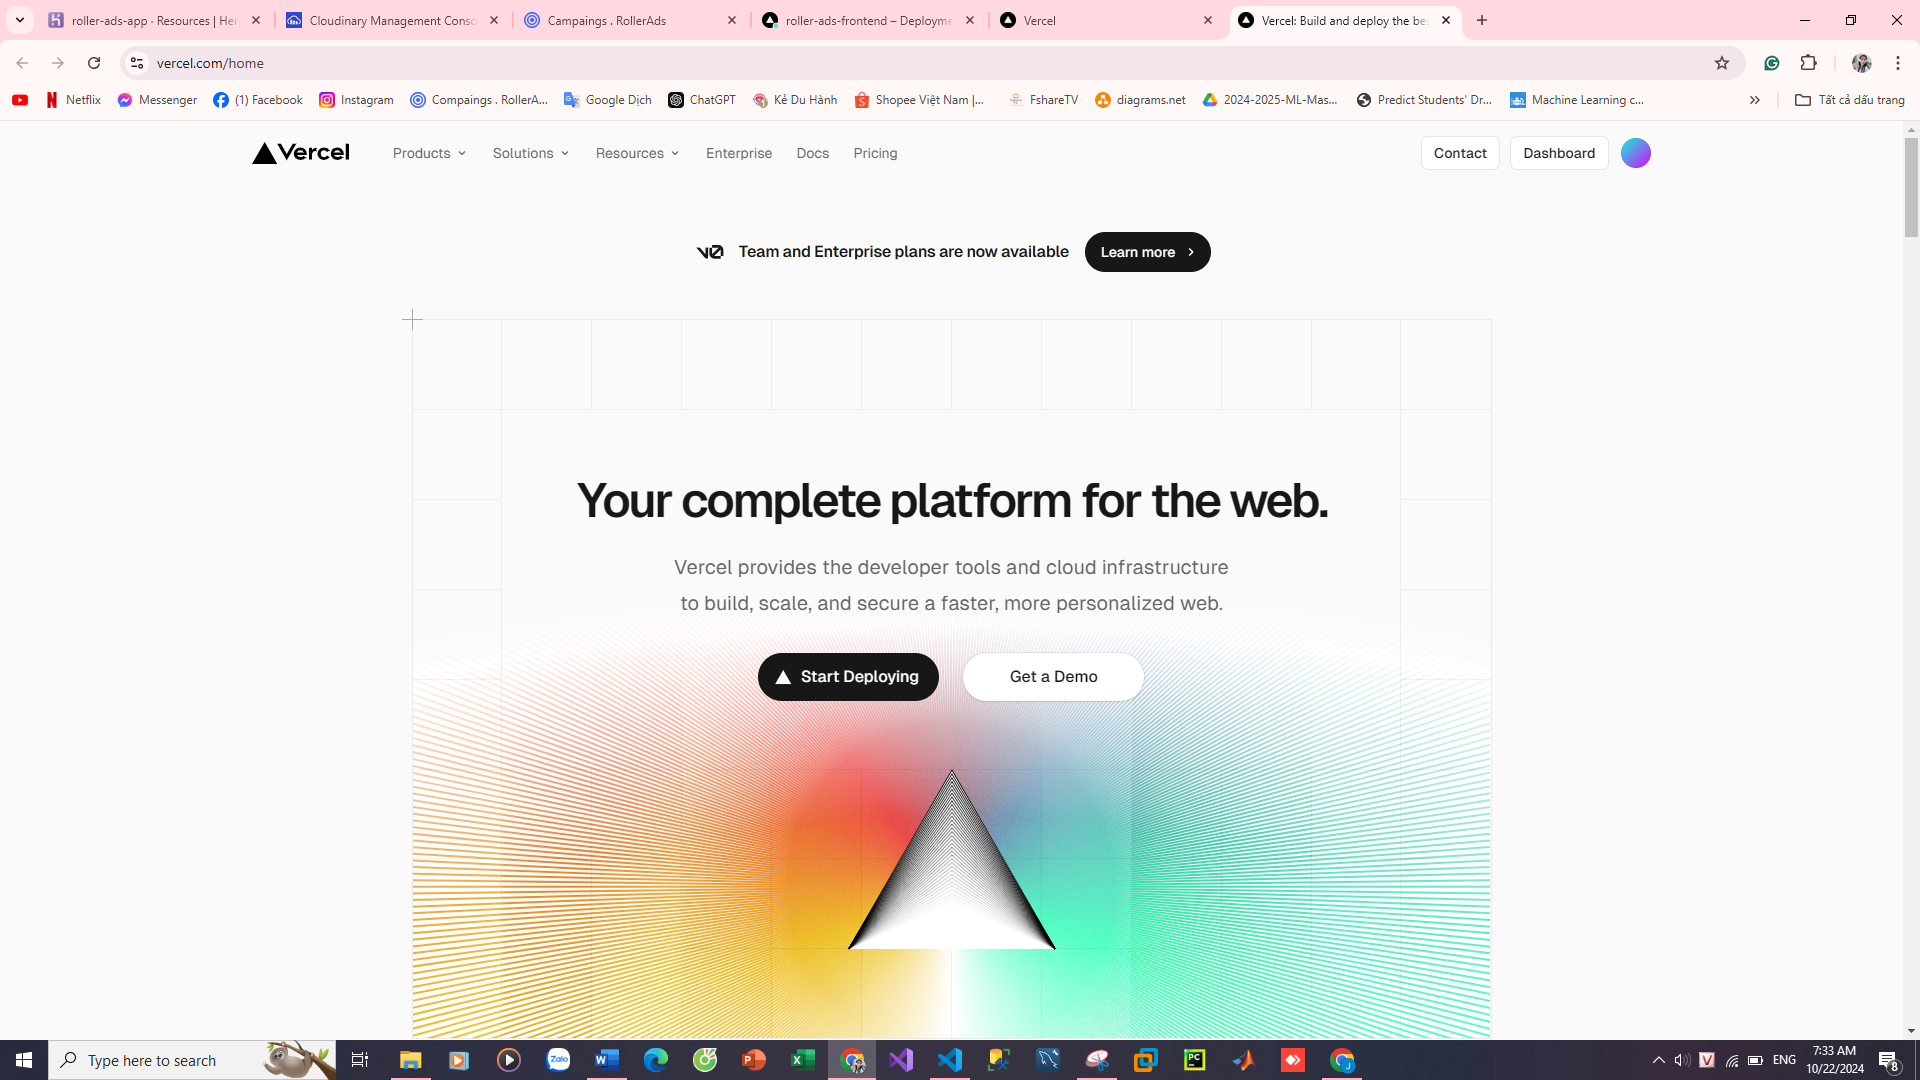 roller-ads-app · Resources | Her
Cloudinary Management Conso
Campaings . RollerAds
roller-ads-frontend – Deployme
Vercel
Vercel: Build and deploy the bes
vercel.com/home
Netflix
Messenger
(1) Facebook
Instagram
Compaings . RollerA...
Google Dịch
ChatGPT
Kẻ Du Hành
Shopee Việt Nam |...
FshareTV
diagrams.net
2024-2025-ML-Mas...
Predict Students' Dr...
Machine Learning c...
Tất cả dấu trang
Vercel
Products
Solutions
Resources
Enterprise
Docs
Pricing
Contact
Dashboard
v0 Team and Enterprise plans are now available
Learn more
Your complete platform for the web.
Vercel provides the developer tools and cloud infrastructure
to build, scale, and secure a faster, more personalized web.
Start Deploying
Get a Demo
Type here to search
Zalo
PC
ENG
7:33 AM
10/22/2024
8